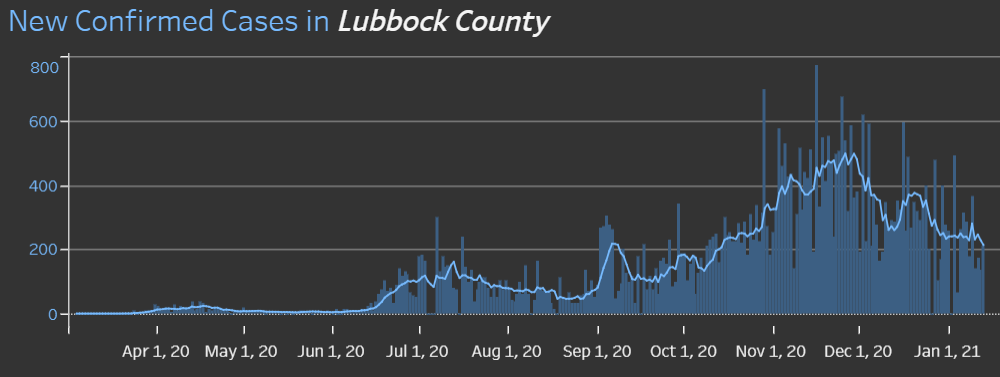 New Confirmed Cases in Lubbock County
800
600
400
200
0
Apr 1, 20 May 1, 20 Jun 1, 20 Jul 1, 20 Aug 1, 20 Sep 1, 20 Oct 1, 20 Nov 1, 20 Dec 1, 20 Jan 1, 21